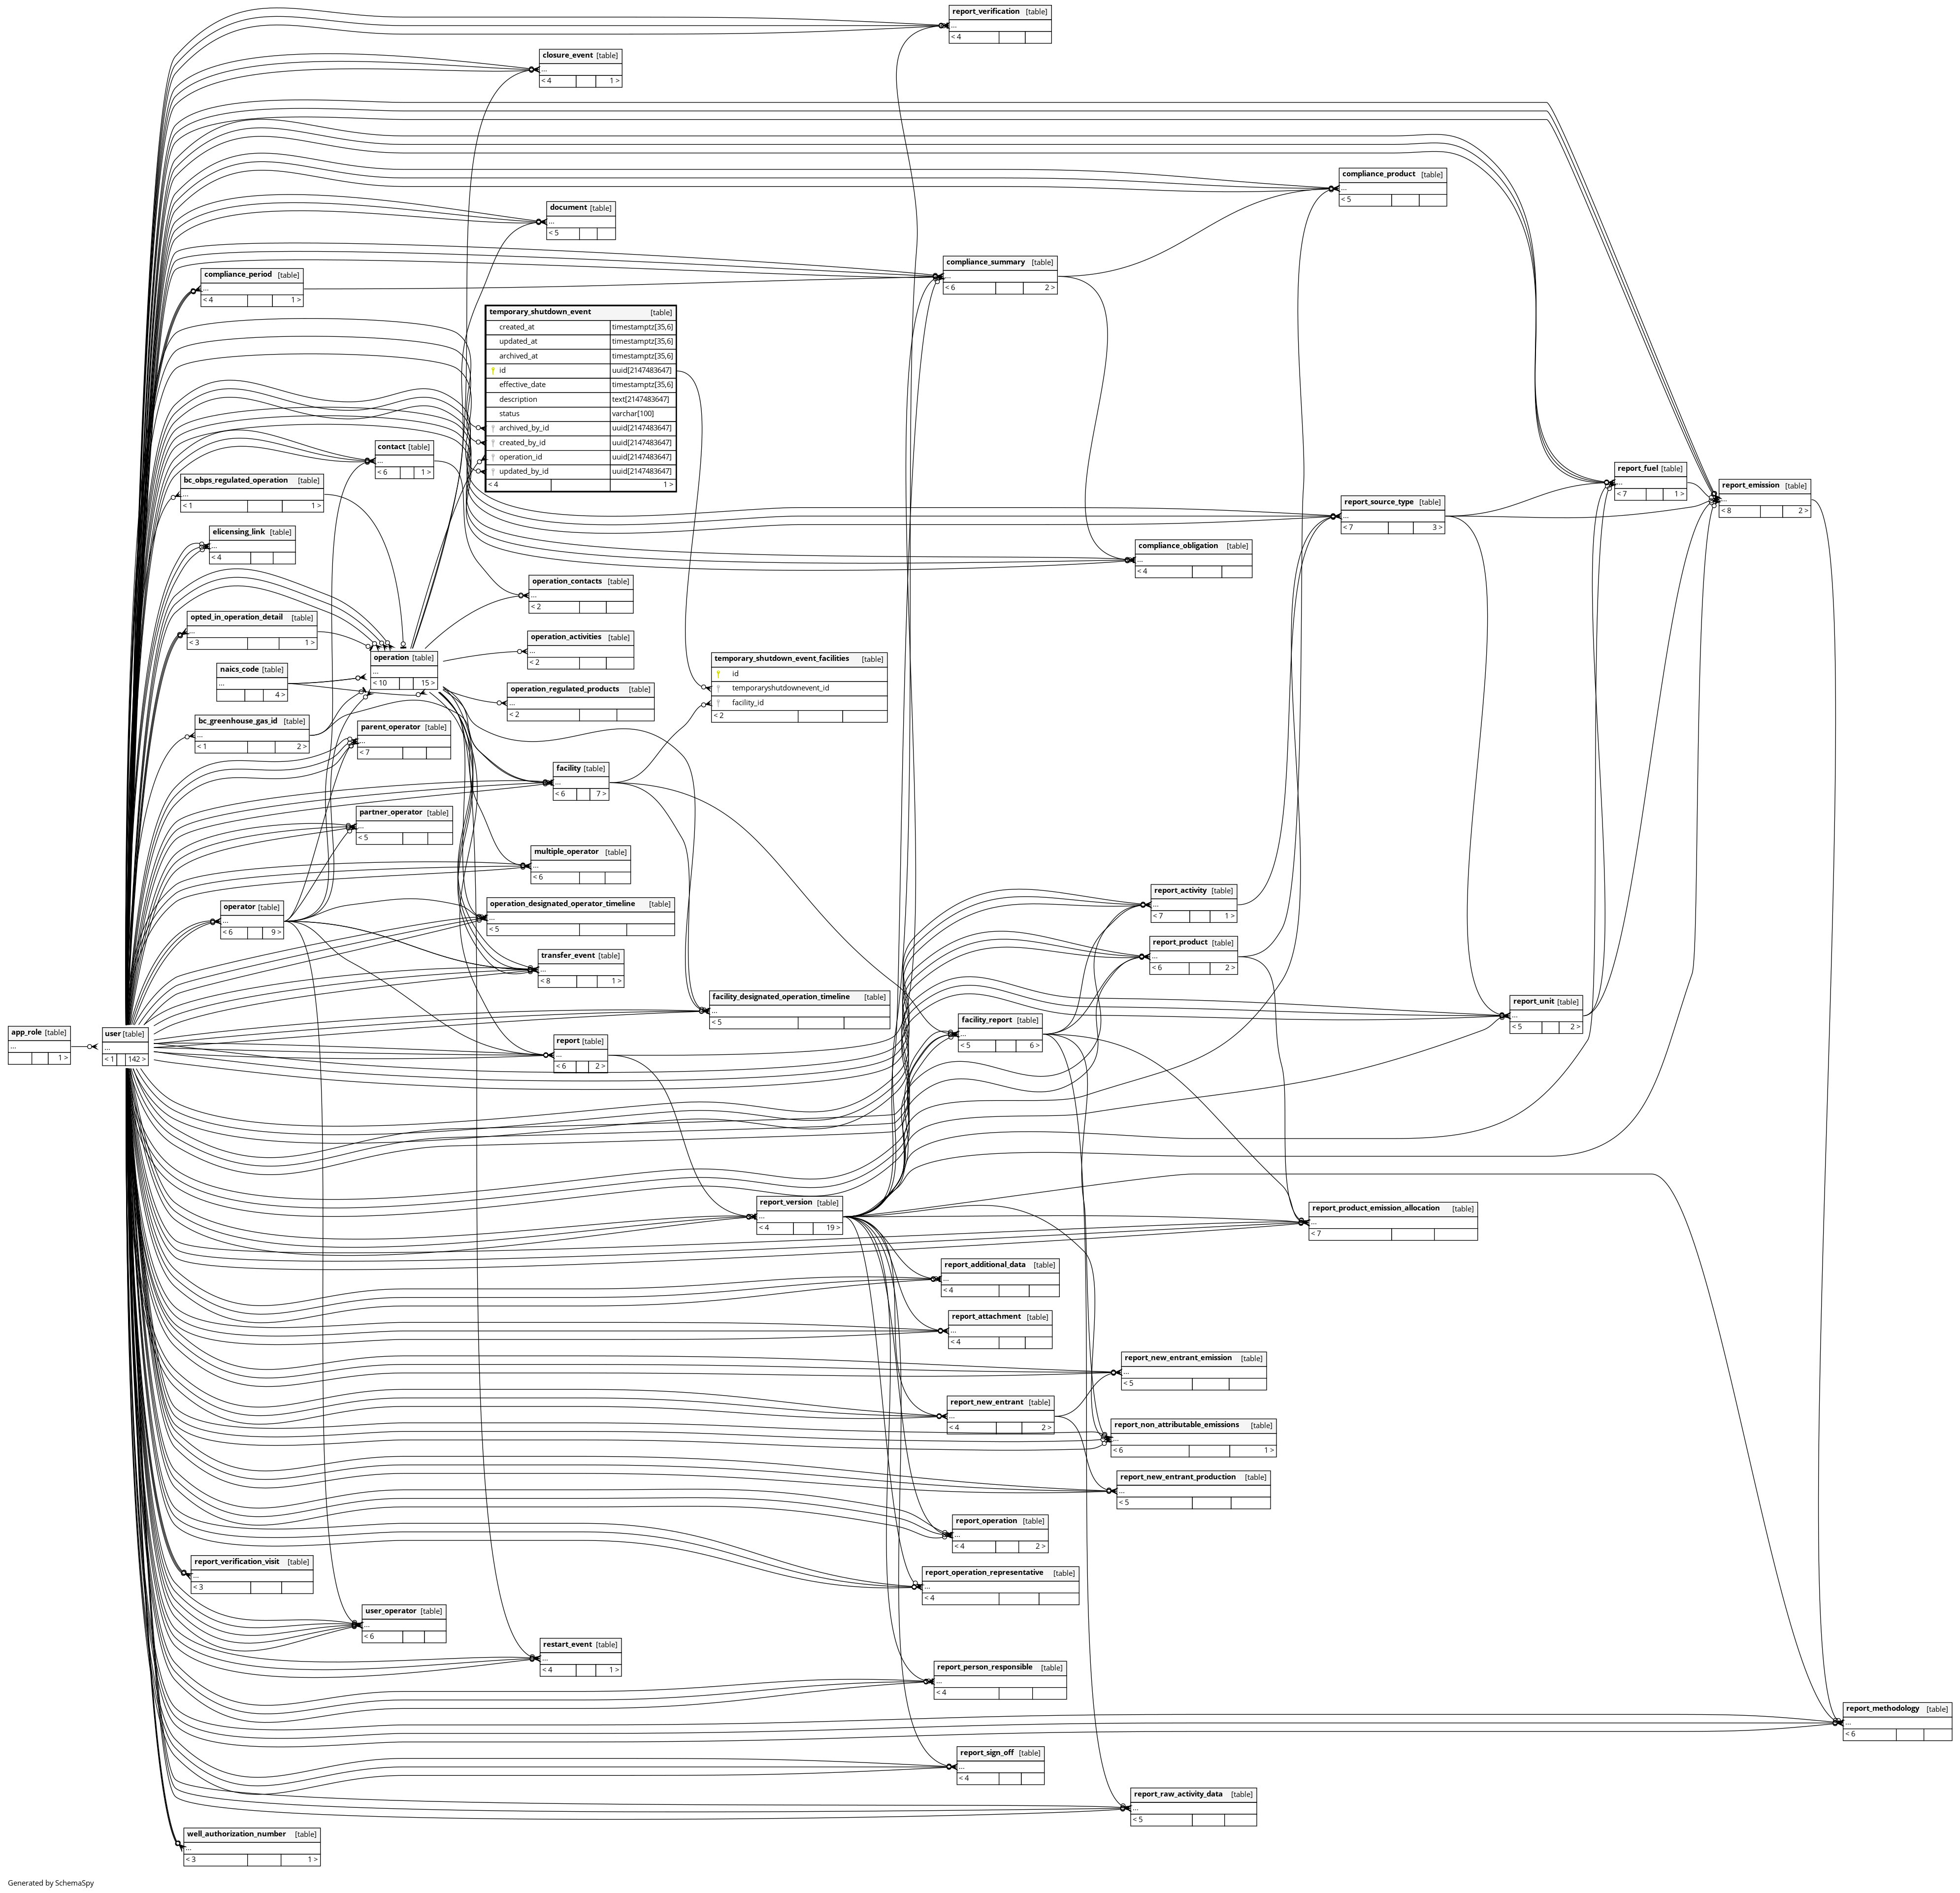 report_verification [table]
...
< 4
closure_event [table]
...
< 4 1 >
compliance_product [table]
...
< 5
document [table]
...
< 5
compliance_summary [table]
...
< 6 2 >
compliance_period [table]
...
< 4 1 >
temporary_shutdown_event [table]
created_at timestamptz[35,6]
updated_at timestamptz[35,6]
archived_at timestamptz[35,6]
id uuid[2147483647]
effective_date timestamptz[35,6]
description text[2147483647]
status varchar[100]
archived_by_id uuid[2147483647]
created_by_id uuid[2147483647]
operation_id uuid[2147483647]
updated_by_id uuid[2147483647]
< 4 1 >
contact [table]
...
< 6 1 >
report_fuel [table]
...
< 7 1 >
bc_obps_regulated_operation [table]
...
< 1 1 >
report_emission [table]
...
< 8 2 >
report_source_type [table]
...
< 7 3 >
elicensing_link [table]
...
< 4
compliance_obligation [table]
...
< 4
operation_contacts [table]
...
< 2
opted_in_operation_detail [table]
...
< 3 1 >
operation_activities [table]
...
< 2
operation [table]
...
< 10 15 >
temporary_shutdown_event_facilities [table]
id
temporaryshutdownevent_id
facility_id
< 2
naics_code [table]
...
4 >
operation_regulated_products [table]
...
< 2
bc_greenhouse_gas_id [table]
...
< 1 2 >
parent_operator [table]
...
< 7
facility [table]
...
< 6 7 >
partner_operator [table]
...
< 5
multiple_operator [table]
...
< 6
report_activity [table]
...
< 7 1 >
operator [table]
...
< 6 9 >
operation_designated_operator_timeline [table]
...
< 5
report_product [table]
...
< 6 2 >
transfer_event [table]
...
< 8 1 >
facility_designated_operation_timeline [table]
...
< 5
report_unit [table]
...
< 5 2 >
facility_report [table]
...
< 5 6 >
app_role [table]
...
1 >
user [table]
...
< 1 142 >
report [table]
...
< 6 2 >
report_version [table]
...
< 4 19 >
report_product_emission_allocation [table]
...
< 7
report_additional_data [table]
...
< 4
report_attachment [table]
...
< 4
report_new_entrant_emission [table]
...
< 5
report_new_entrant [table]
...
< 4 2 >
report_non_attributable_emissions [table]
...
< 6 1 >
report_new_entrant_production [table]
...
< 5
report_operation [table]
...
< 4 2 >
report_verification_visit [table]
...
< 3
report_operation_representative [table]
...
< 4
user_operator [table]
...
< 6
restart_event [table]
...
< 4 1 >
report_person_responsible [table]
...
< 4
report_methodology [table]
...
< 6
report_sign_off [table]
...
< 4
report_raw_activity_data [table]
...
< 5
well_authorization_number [table]
...
< 3 1 >
Generated by SchemaSpy